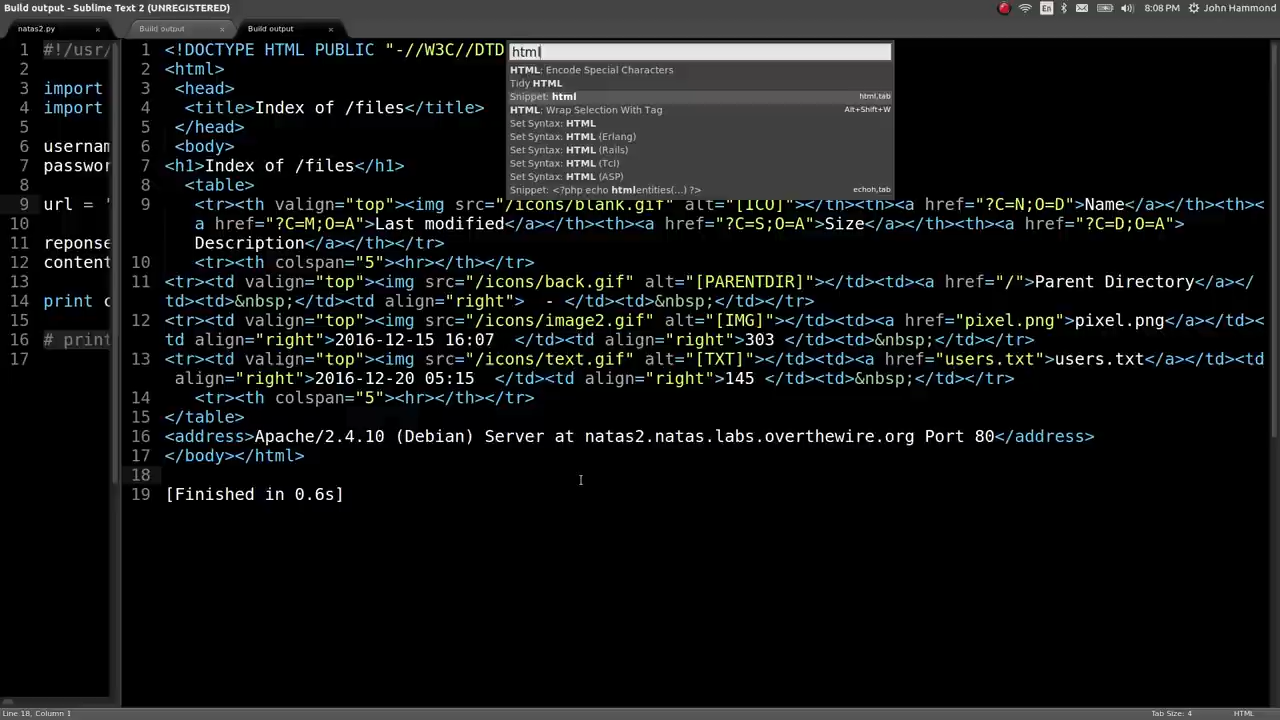 Build output - Sublime Text 2 (UNREGISTERED)
En
8:08 PM
John Hammond
natas2.py
×
Build output
×
Build output
×
html
HTML: Encode Special Characters
Tidy HTML
Snippet: html
html,tab
HTML: Wrap Selection With Tag
Alt+Shift+W
Set Syntax: HTML
Set Syntax: HTML (Erlang)
Set Syntax: HTML (Rails)
Set Syntax: HTML (Tcl)
Set Syntax: HTML (ASP)
Snippet: <?php echo htmlentities(...) ?>
echoh,tab
1 #!/usr/
2
3 import
4 import
5
6 usernam
7 passwor
8
9 url = '
10
11 reponse
12 content
13
14 print c
15
16 # print
17
1 <!DOCTYPE HTML PUBLIC "-//W3C//DTD
2 <html>
3 <head>
4 <title>Index of /files</title>
5 </head>
6 <body>
7 <h1>Index of /files</h1>
8 <table>
9 <tr><th valign="top"><img src="/icons/blank.gif" alt="[ICO]"></th><th><a href="?C=N;O=D">Name</a></th><th><
a href="?C=M;O=A">Last modified</a></th><th><a href="?C=S;O=A">Size</a></th><th><a href="?C=D;O=A">
Description</a></th></tr>
10 <tr><th colspan="5"><hr></th></tr>
11 <tr><td valign="top"><img src="/icons/back.gif" alt="[PARENTDIR]"></td><td><a href="/">Parent Directory</a></
td><td>&nbsp;</td><td align="right">  - </td><td>&nbsp;</td></tr>
12 <tr><td valign="top"><img src="/icons/image2.gif" alt="[IMG]"></td><td><a href="pixel.png">pixel.png</a></td><
td align="right">2016-12-15 16:07  </td><td align="right">303 </td><td>&nbsp;</td></tr>
13 <tr><td valign="top"><img src="/icons/text.gif" alt="[TXT]"></td><td><a href="users.txt">users.txt</a></td><td
align="right">2016-12-20 05:15  </td><td align="right">145 </td><td>&nbsp;</td></tr>
14 <tr><th colspan="5"><hr></th></tr>
15 </table>
16 <address>Apache/2.4.10 (Debian) Server at natas2.natas.labs.overthewire.org Port 80</address>
17 </body></html>
18
19 [Finished in 0.6s]
Line 18, Column 1
Tab Size: 4
HTML